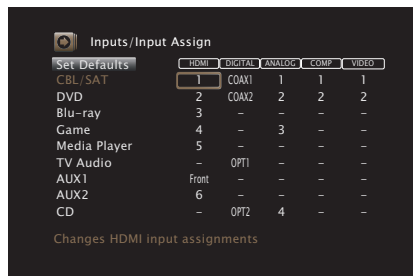 Inputs/Input Assign
Set Defaults HDMI DIGITAL ANALOG COMP VIDEO
CBL/SAT 1 COAX1 1 1 1
DVD 2 COAX2 2 2 2
Blu-ray 3 – – – –
Game 4 – 3 – –
Media Player 5 – – – –
TV Audio – OPT1 – – –
AUX1 Front – – – –
AUX2 6 – – – –
CD – OPT2 4 – –
Changes HDMI input assignments